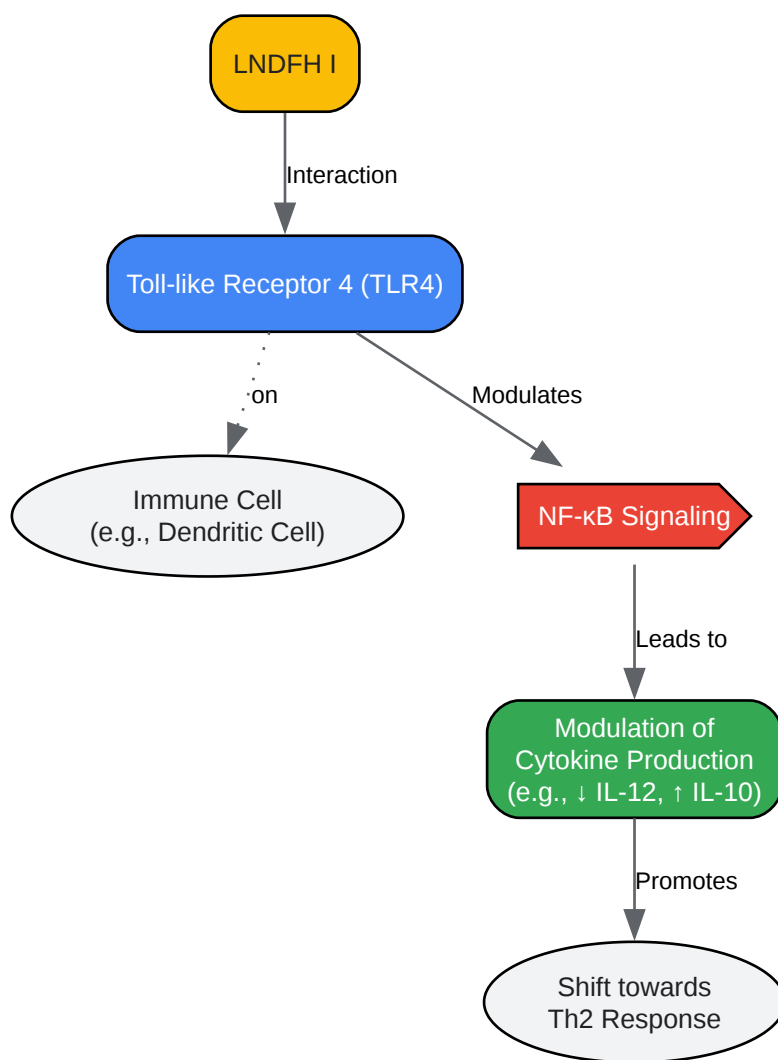 LNDFH I
Interaction
Toll-like Receptor 4 (TLR4)
on
Modulates
Immune Cell
(e.g., Dendritic Cell)
NF-κB Signaling
Leads to
Modulation of
Cytokine Production
(e.g., ↓ IL-12, ↑ IL-10)
Promotes
Shift towards
Th2 Response